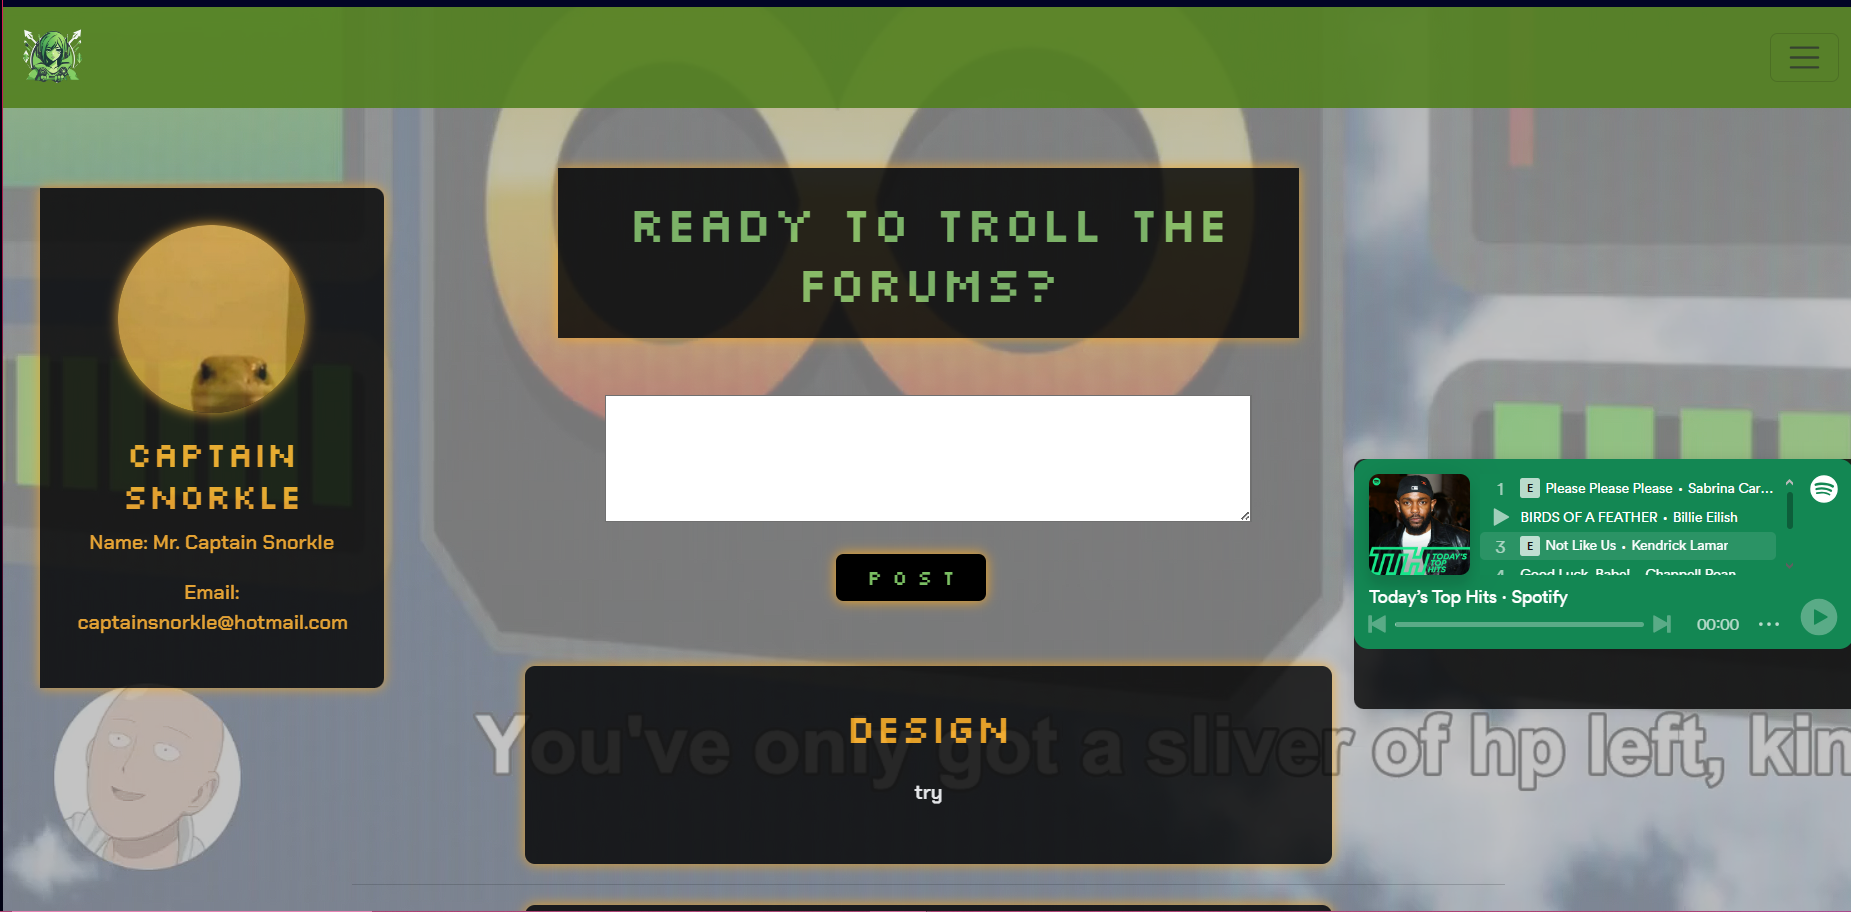 READY TO TROLL THE
FORUMS?
CAPTAIN
SNORKLE
Name: Mr. Captain Snorkle
Email:
captainsnorkle@hotmail.com
POST
1 E Please Please Please • Sabrina Car...
BIRDS OF A FEATHER • Billie Eilish
3 E Not Like Us • Kendrick Lamar
4 Good Luck, Babe! Chappell Roan
TTH TODAY'S
TOP
HITS
Today's Top Hits · Spotify
00:00
DESIGN
You've only got a sliver of hp left, kin
try